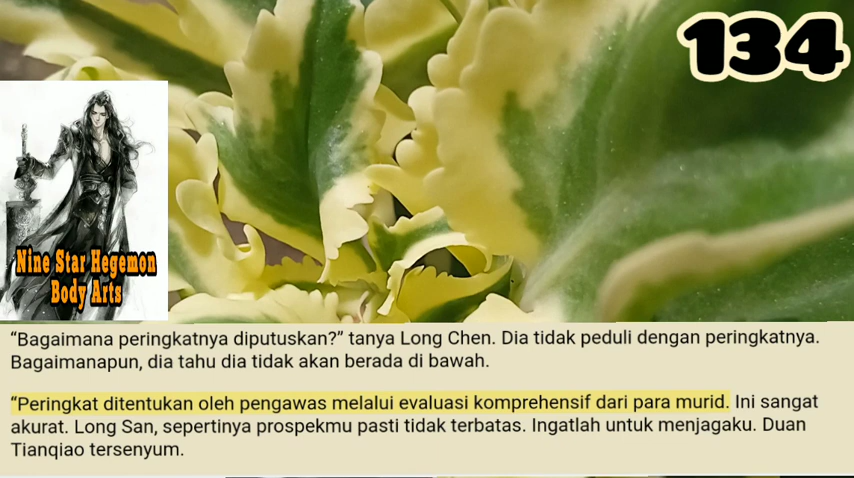 134
Nine Star Hegemon
Body Arts
“Bagaimana peringkatnya diputuskan?” tanya Long Chen. Dia tidak peduli dengan peringkatnya.
Bagaimanapun, dia tahu dia tidak akan berada di bawah.
“Peringkat ditentukan oleh pengawas melalui evaluasi komprehensif dari para murid. Ini sangat
akurat. Long San, sepertinya prospekmu pasti tidak terbatas. Ingatlah untuk menjagaku. Duan
Tianqiao tersenyum.